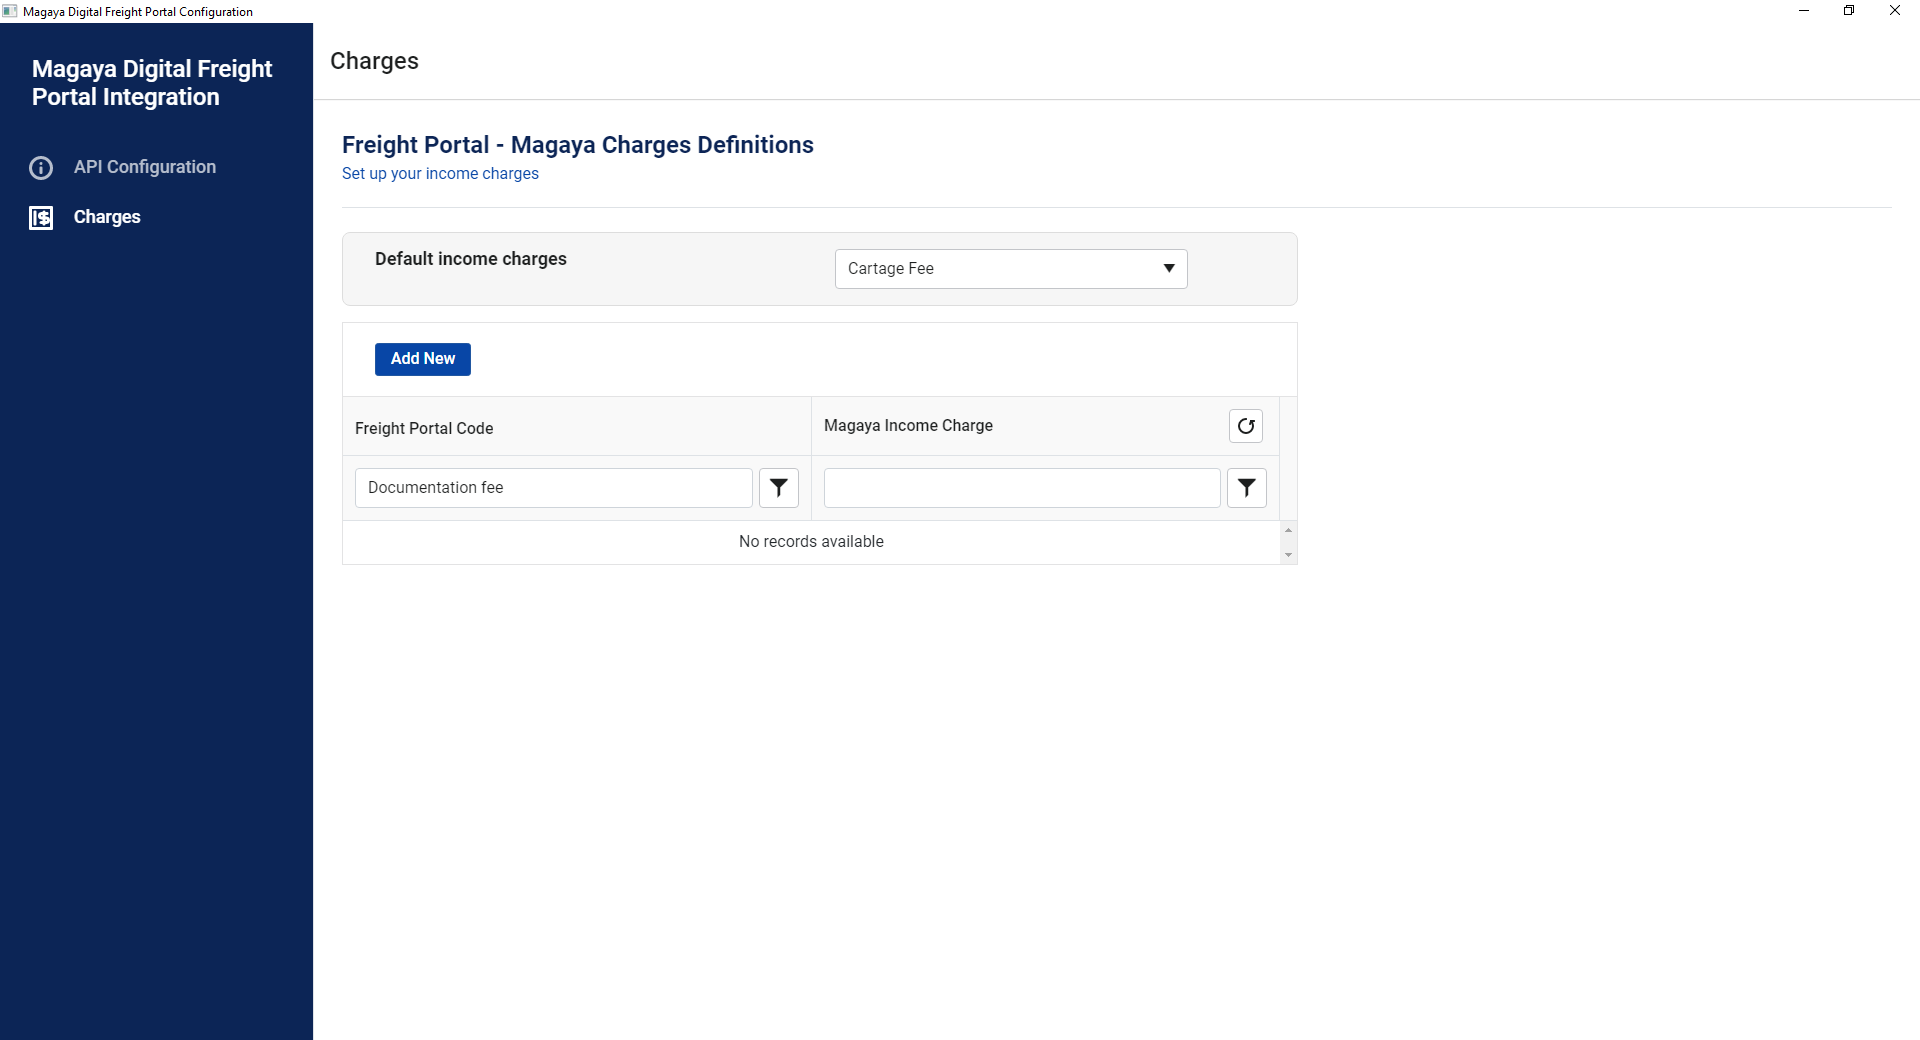 Magaya Digital Freight Portal Configuration
Magaya Digital Freight
Portal Integration
API Configuration
Charges
Charges
Freight Portal - Magaya Charges Definitions
Set up your income charges
Default income charges
Cartage Fee
Add New
Freight Portal Code
Magaya Income Charge
Documentation fee
No records available